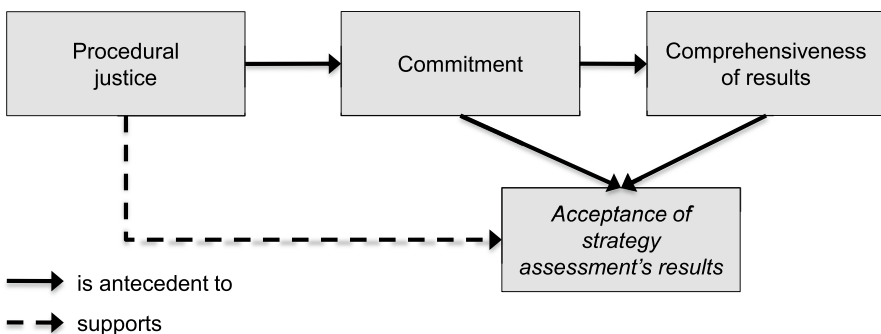 Procedural
justice
Commitment
Comprehensiveness
of results
Acceptance of
strategy
assessment's results
is antecedent to
supports